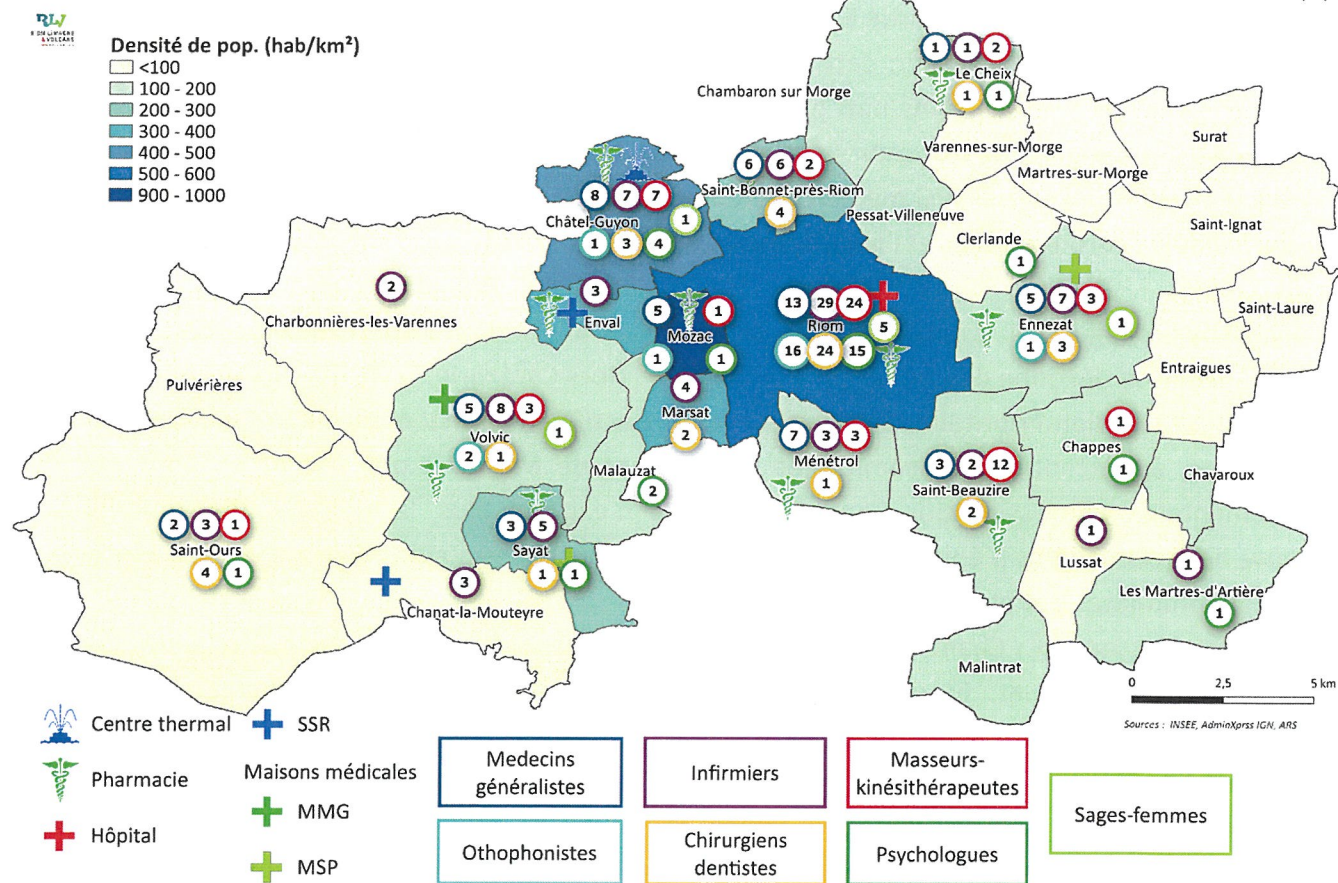 RLV
RIOM LIMAGNE
& VOLCANS
Densité de pop. (hab/km²)
<100
100 - 200
200 - 300
300 - 400
400 - 500
500 - 600
900 - 1000
1 1 2
Le Cheix
1 1
Chambaron sur Morge
Varennes-sur-Morge
Surat
Martres-sur-Morge
6 6 2
Saint-Bonnet-près-Riom
4
8 7 7
Châtel-Guyon
1
1 3 4
Pessat-Villeneuve
Saint-Ignat
Clerlande
1
2
Charbonnières-les-Varennes
3
Enval
5 1
Mozac
1 1
13 29 24
Riom
5
16 24 15
5 7 3
Ennezat
1
1 3
Saint-Laure
Entraigues
Pulvérières
4
Marsat
2
5 8 3
Volvic
1
2 1
Malauzat
2
7 3 3
Ménétrol
1
3 2 12
Saint-Beauzire
2
1
Chappes
1
Chavaroux
2 3 1
Saint-Ours
4 1
3 5
Sayat
1 1
3
Chanat-la-Mouteyre
1
Lussat
1
Les Martres-d'Artière
1
Malintrat
0 2,5 5 km
Sources : INSEE, AdminXprss IGN, ARS
Centre thermal
Pharmacie
Hôpital
SSR
Maisons médicales
MMG
MSP
Medecins
généralistes
Infirmiers
Masseurs-
kinésithérapeutes
Sages-femmes
Othophonistes
Chirurgiens
dentistes
Psychologues